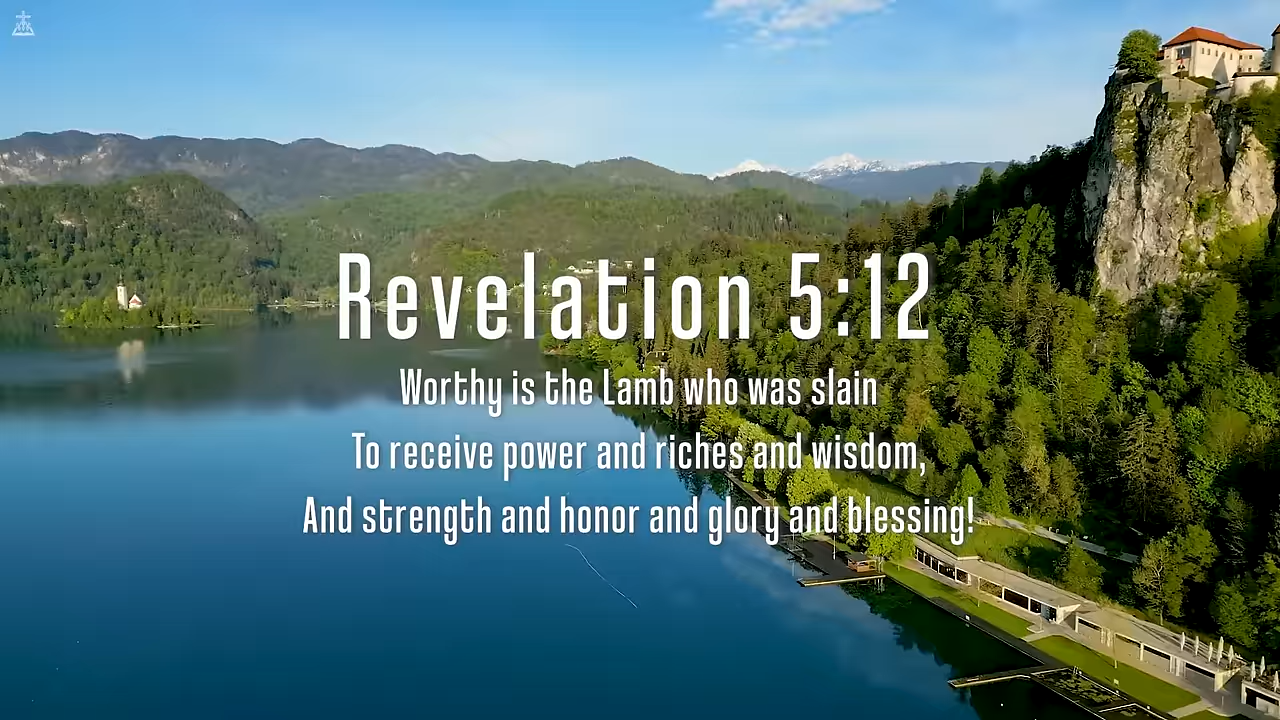 Revelation 5:12
Worthy is the Lamb who was slain
To receive power and riches and wisdom,
And strength and honor and glory and blessing!